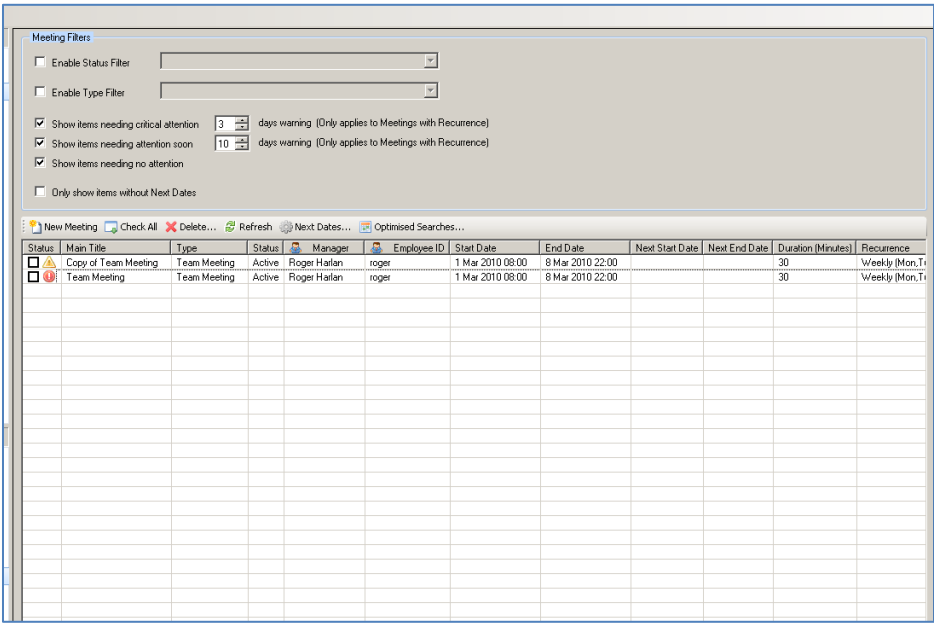 Meeting Filters
Enable Status Filter
Enable Type Filter
Show items needing critical attention 3 days warning (Only applies to Meetings with Recurrence)
Show items needing attention soon 10 days warning (Only applies to Meetings with Recurrence)
Show items needing no attention
Only show items without Next Dates
New Meeting Check All Delete... Refresh Next Dates... Optimised Searches...
Status Main Title Type Status Manager Employee ID Start Date End Date Next Start Date Next End Date Duration (Minutes) Recurrence
Copy of Team Meeting Team Meeting Active Roger Harlan roger 1 Mar 2010 08:00 8 Mar 2010 22:00 30 Weekly (Mon,T
Team Meeting Team Meeting Active Roger Harlan roger 1 Mar 2010 08:00 8 Mar 2010 22:00 30 Weekly (Mon,T